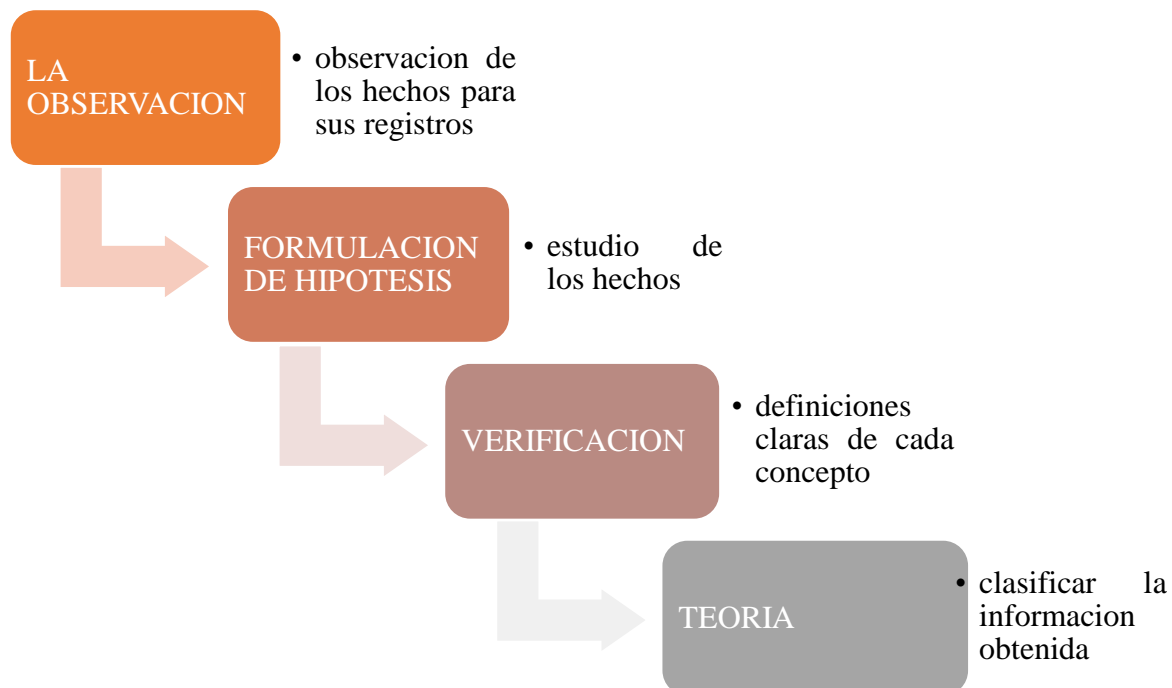 LA
OBSERVACION
• observacion de
los hechos para
sus registros
FORMULACION
DE HIPOTESIS
• estudio de
los hechos
VERIFICACION
• definiciones
claras de cada
concepto
TEORIA
• clasificar la
informacion
obtenida